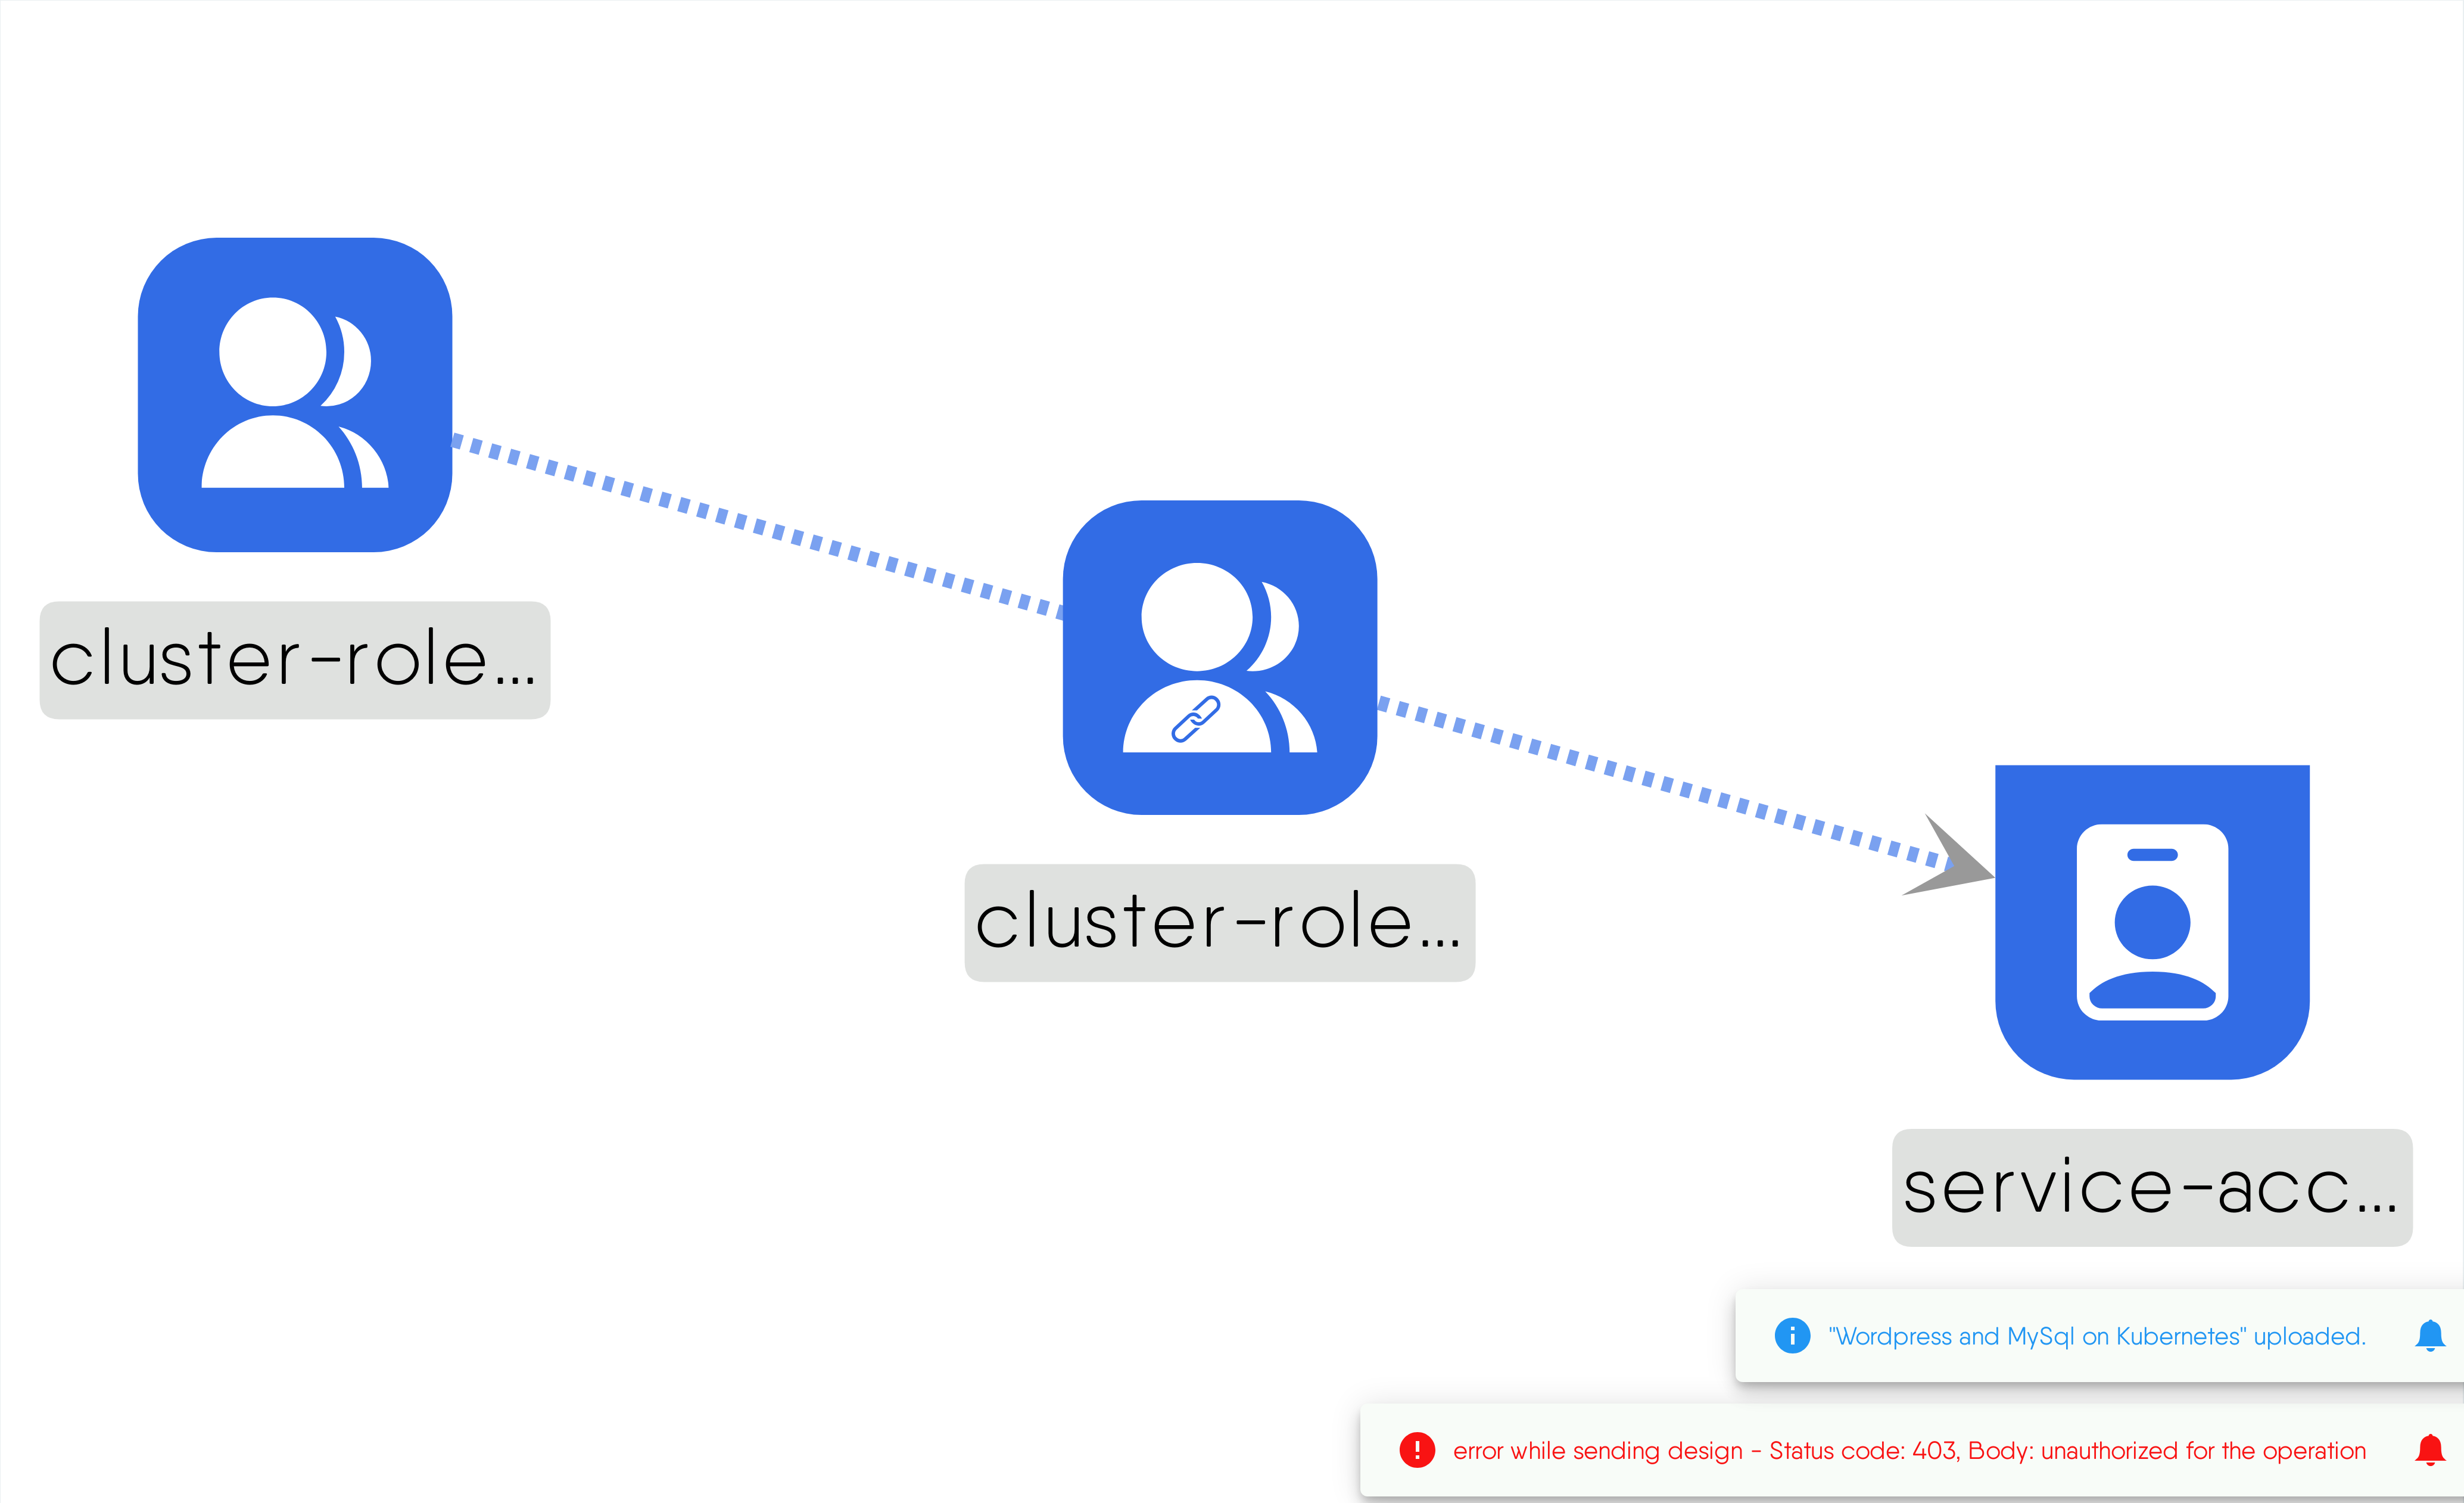 cluster-role...
cluster-role...
service-acc...
"Wordpress and MySql on Kubernetes" uploaded.
error while sending design - Status code: 403, Body: unauthorized for the operation